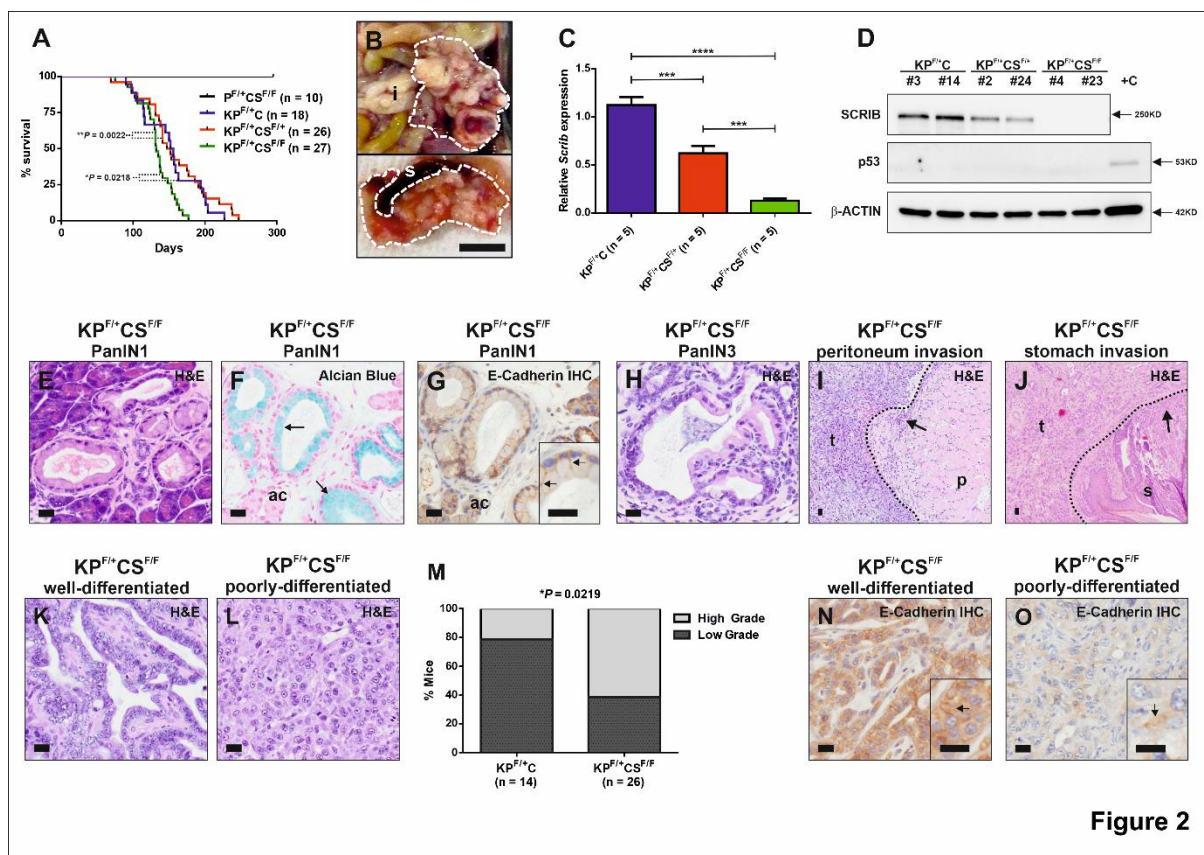 A
100
75
50
25
0
% survival
P^F/+CS^F/F (n = 10)
KP^F/+C (n = 18)
KP^F/+CS^F/+ (n = 26)
KP^F/+CS^F/F (n = 27)
**P = 0.0022
*P = 0.0218
0 100 200 300
Days
B
i
s
C
****
***
***
1.5
1.0
0.5
0.0
Relative Scrib expression
KP^F/+C (n = 5)
KP^F/+CS^F/+ (n = 5)
KP^F/+CS^F/F (n = 5)
D
KP^F/+C KP^F/+CS^F/+ KP^F/+CS^F/F
#3 #14 #2 #24 #4 #23 +C
SCRIB 250KD
p53 53KD
β-ACTIN 42KD
KP^F/+CS^F/F
PanIN1
E
H&E
KP^F/+CS^F/F
PanIN1
F
Alcian Blue
ac
KP^F/+CS^F/F
PanIN1
G
E-Cadherin IHC
ac
KP^F/+CS^F/F
PanIN3
H
H&E
KP^F/+CS^F/F
peritoneum invasion
I
H&E
t
p
KP^F/+CS^F/F
stomach invasion
J
H&E
t
s
KP^F/+CS^F/F
well-differentiated
K
H&E
KP^F/+CS^F/F
poorly-differentiated
L
H&E
M
*P = 0.0219
100
80
60
40
20
0
% Mice
High Grade
Low Grade
KP^F/+C
(n = 14)
KP^F/+CS^F/F
(n = 26)
KP^F/+CS^F/F
well-differentiated
N
E-Cadherin IHC
KP^F/+CS^F/F
poorly-differentiated
O
E-Cadherin IHC
Figure 2